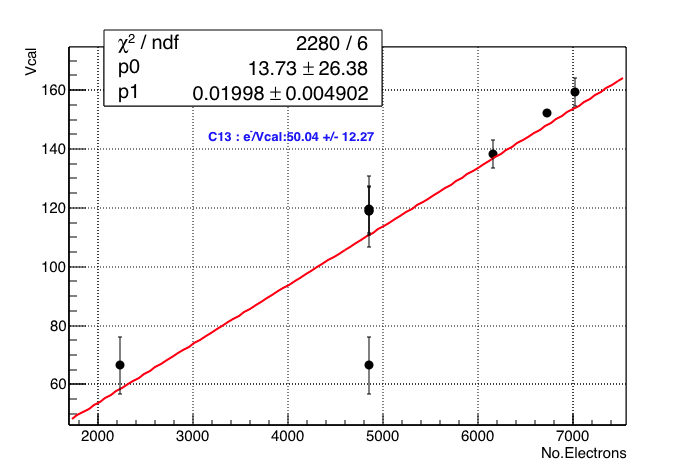 χ² / ndf 2280 / 6
p0 13.73 ± 26.38
p1 0.01998 ± 0.004902
C13 : e⁻/Vcal:50.04 +/- 12.27
Vcal
160
140
120
100
80
60
2000 3000 4000 5000 6000 7000
No.Electrons